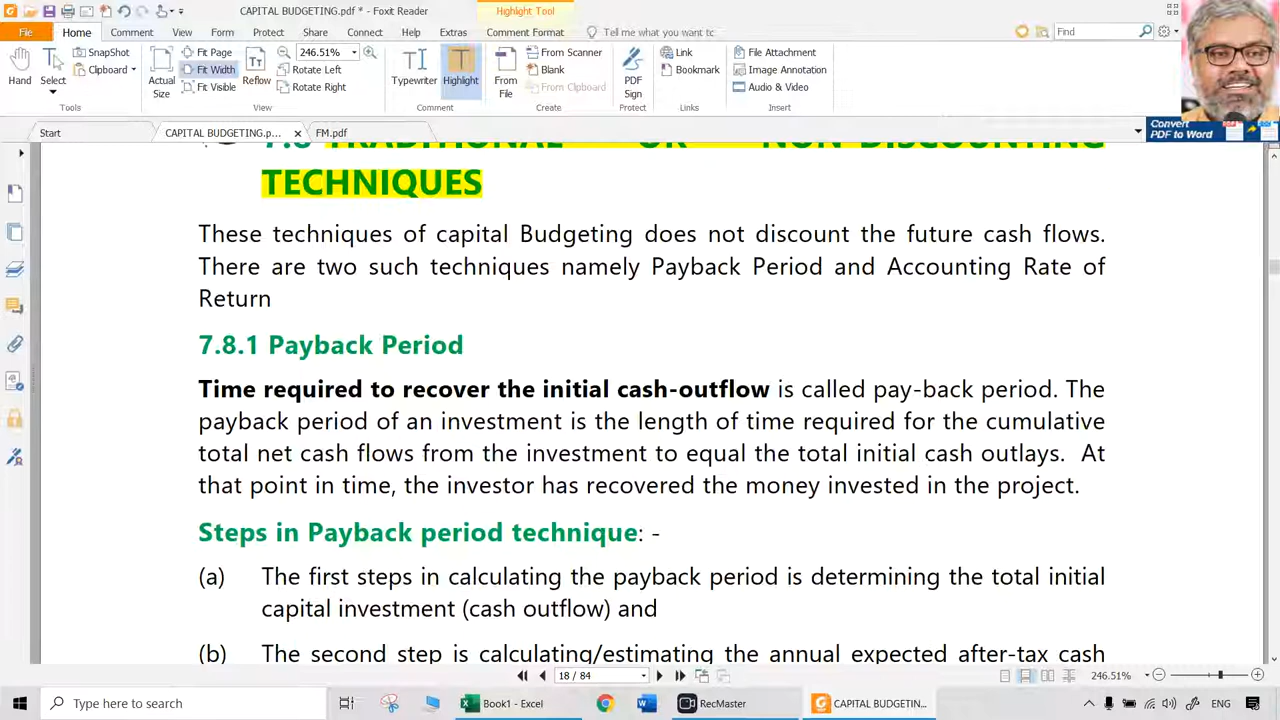 CAPITAL BUDGETING.pdf * - Foxit Reader
Highlight Tool
File Home Comment View Form Protect Share Connect Help Extras Comment Format Tell me what you want tc Find
Hand
Select
SnapShot
Clipboard
Tools
Actual Size
Fit Page
Fit Width
Fit Visible
Reflow
246.51%
Rotate Left
Rotate Right
View
Typewriter
Highlight
Comment
From File
From Scanner
Blank
From Clipboard
Create
PDF Sign
Protect
Link
Bookmark
Links
File Attachment
Image Annotation
Audio & Video
Insert
Start CAPITAL BUDGETING.p... FM.pdf
Convert
PDF to Word
7.8 TRADITIONAL OR NON DISCOUNTING
TECHNIQUES
These techniques of capital Budgeting does not discount the future cash flows.
There are two such techniques namely Payback Period and Accounting Rate of
Return
7.8.1 Payback Period
Time required to recover the initial cash-outflow is called pay-back period. The
payback period of an investment is the length of time required for the cumulative
total net cash flows from the investment to equal the total initial cash outlays. At
that point in time, the investor has recovered the money invested in the project.
Steps in Payback period technique: -
(a) The first steps in calculating the payback period is determining the total initial
capital investment (cash outflow) and
(b) The second step is calculating/estimating the annual expected after-tax cash
18 / 84 246.51%
Type here to search Book1 - Excel RecMaster CAPITAL BUDGETIN... ENG